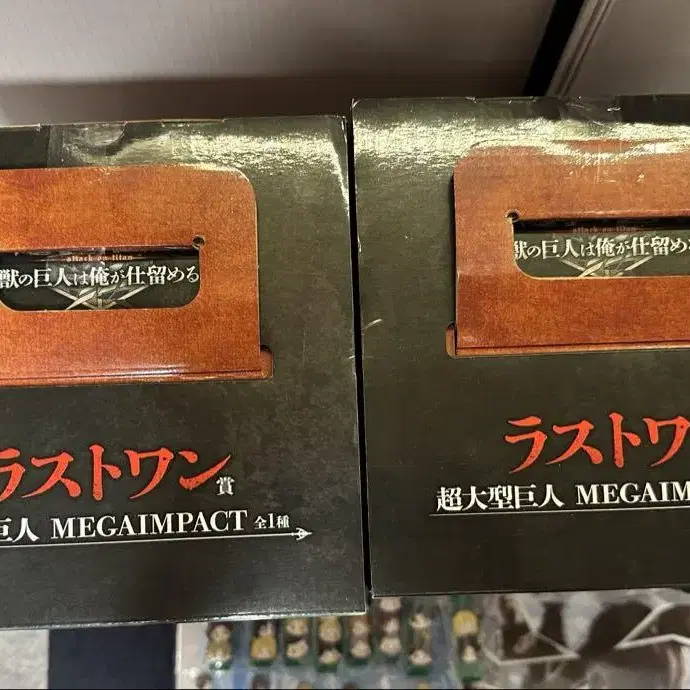 attack on titan
獣の巨人は俺が仕留める
ラストワン賞
巨人 MEGAIMPACT 全1種
獣の巨人は俺が仕留める
ラストワ
超大型巨人 MEGAIM